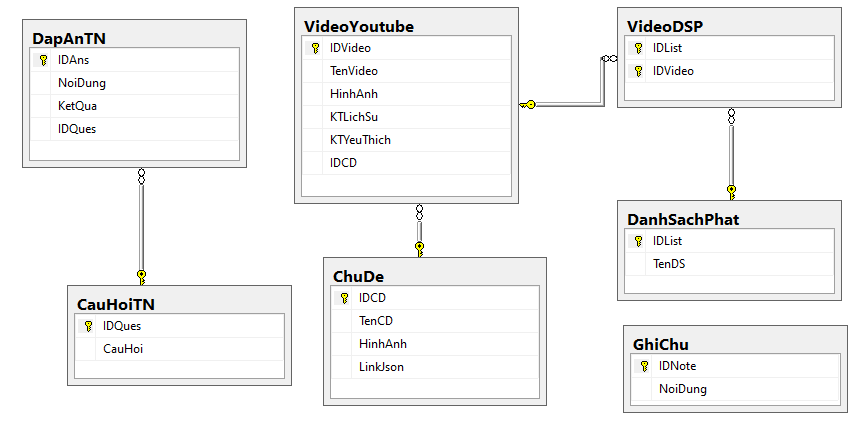 DapAnTN
IDAns
NoiDung
KetQua
IDQues
VideoYoutube
IDVideo
TenVideo
HinhAnh
KTLichSu
KTYeuThich
IDCD
VideoDSP
IDList
IDVideo
DanhSachPhat
IDList
TenDS
CauHoiTN
IDQues
CauHoi
ChuDe
IDCD
TenCD
HinhAnh
LinkJson
GhiChu
IDNote
NoiDung